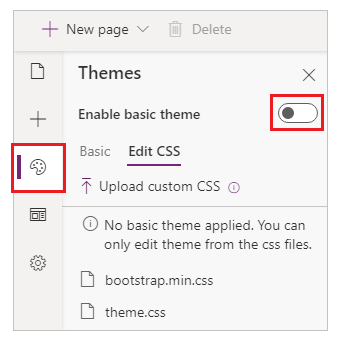 New page Delete
Themes
Enable basic theme
Basic Edit CSS
Upload custom CSS
No basic theme applied. You can
only edit theme from the css files.
bootstrap.min.css
theme.css